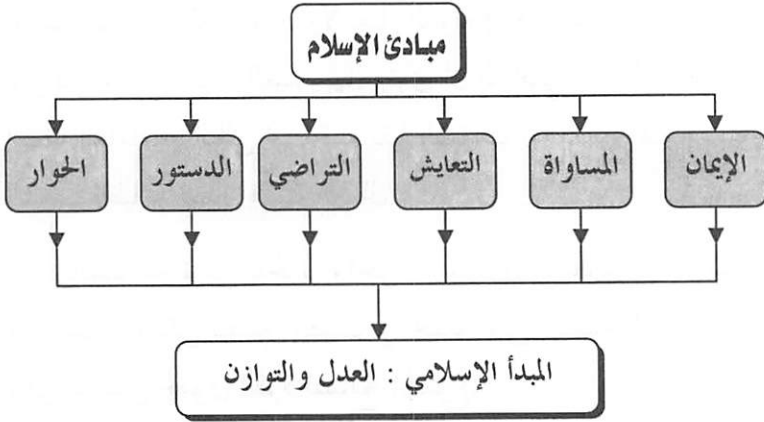 مبادئ الإسلام
الإيمان
المساواة
التعايش
التراضي
الدستور
الحوار
المبدأ الإسلامي : العدل والتوازن